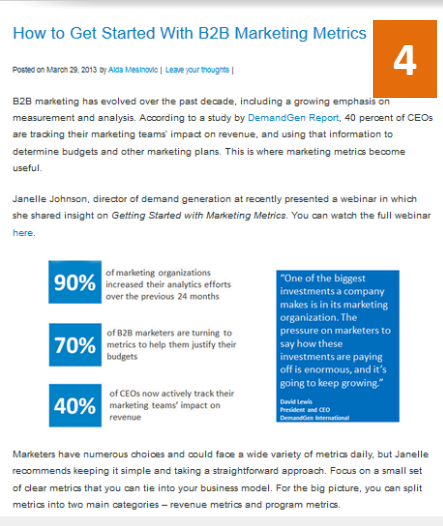 How to Get Started With B2B Marketing Metrics
4
Posted on March 29, 2013 by Alda Mesinovic | Leave your thoughts |
B2B marketing has evolved over the past decade, including a growing emphasis on
measurement and analysis. According to a study by DemandGen Report, 40 percent of CEOs
are tracking their marketing teams' impact on revenue, and using that information to
determine budgets and other marketing plans. This is where marketing metrics become
useful.
Janelle Johnson, director of demand generation at recently presented a webinar in which
she shared insight on Getting Started with Marketing Metrics. You can watch the full webinar
here.
90%
of marketing organizations
increased their analytics efforts
over the previous 24 months
70%
of B2B marketers are turning to
metrics to help them justify their
budgets
40%
of CEOs now actively track their
marketing teams' impact on
revenue
"One of the biggest
investments a company
makes is in its marketing
organization. The
pressure on marketers to
say how these
investments are paying
off is enormous, and it's
going to keep growing."
David Lewis
President and CEO
DemandGen International
Marketers have numerous choices and could face a wide variety of metrics daily, but Janelle
recommends keeping it simple and taking a straightforward approach. Focus on a small set
of clear metrics that you can tie into your business model. For the big picture, you can split
metrics into two main categories – revenue metrics and program metrics.